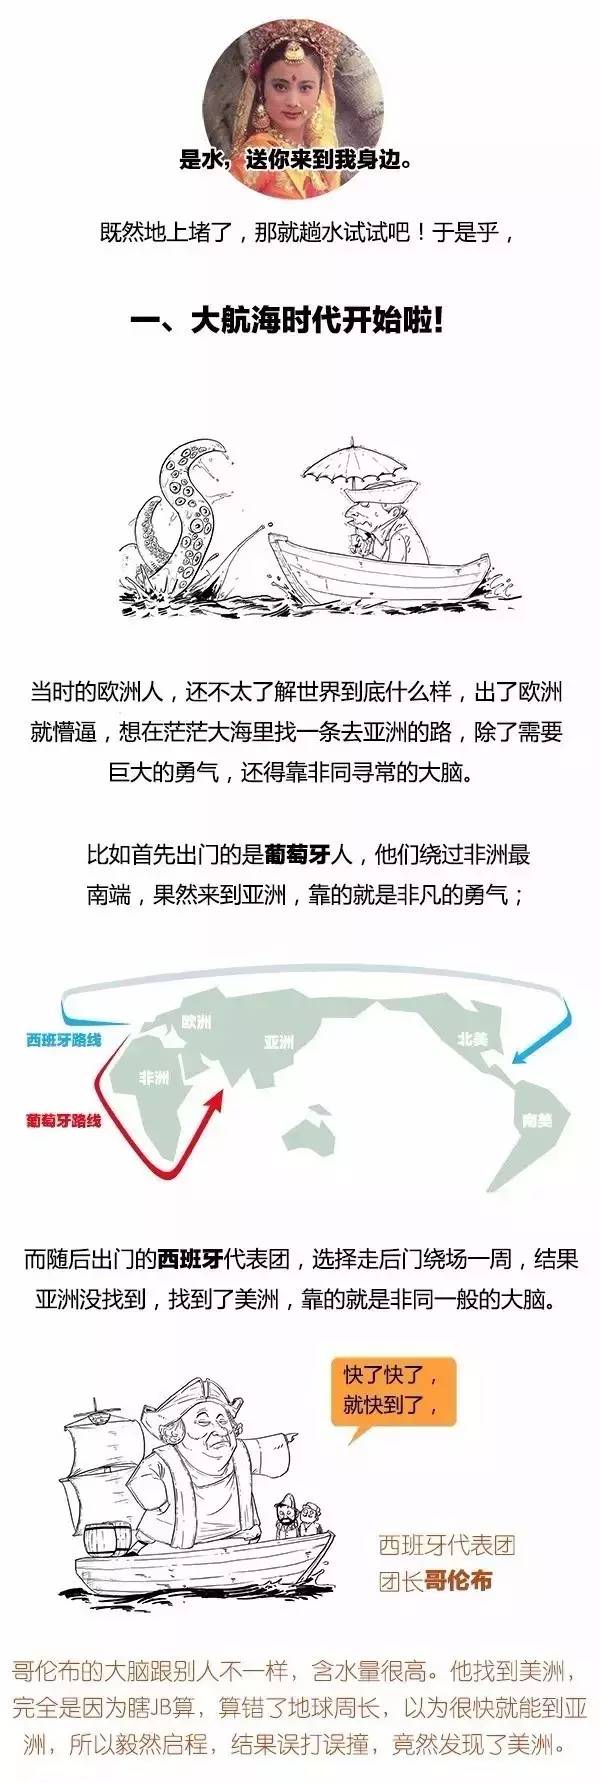 是水，送你来到我身边。
既然地上堵了，那就趟水试试吧！于是乎，
一、大航海时代开始啦！
当时的欧洲人，还不太了解世界到底什么样，出了欧洲
就懵逼，想在茫茫大海里找一条去亚洲的路，除了需要
巨大的勇气，还得靠非同寻常的大脑。
比如首先出门的是葡萄牙人，他们绕过非洲最
南端，果然来到亚洲，靠的就是非凡的勇气；
欧洲
西班牙路线
亚洲
北美
非洲
葡萄牙路线
南美
而随后出门的西班牙代表团，选择走后门绕场一周，结果
亚洲没找到，找到了美洲，靠的就是非同一般的大脑。
快了快了，
就快到了，
西班牙代表团
团长哥伦布
哥伦布的大脑跟别人不一样，含水量很高。他找到美洲，
完全是因为瞎JB算，算错了地球周长，以为很快就能到亚
洲，所以毅然启程，结果误打误撞，竟然发现了美洲。